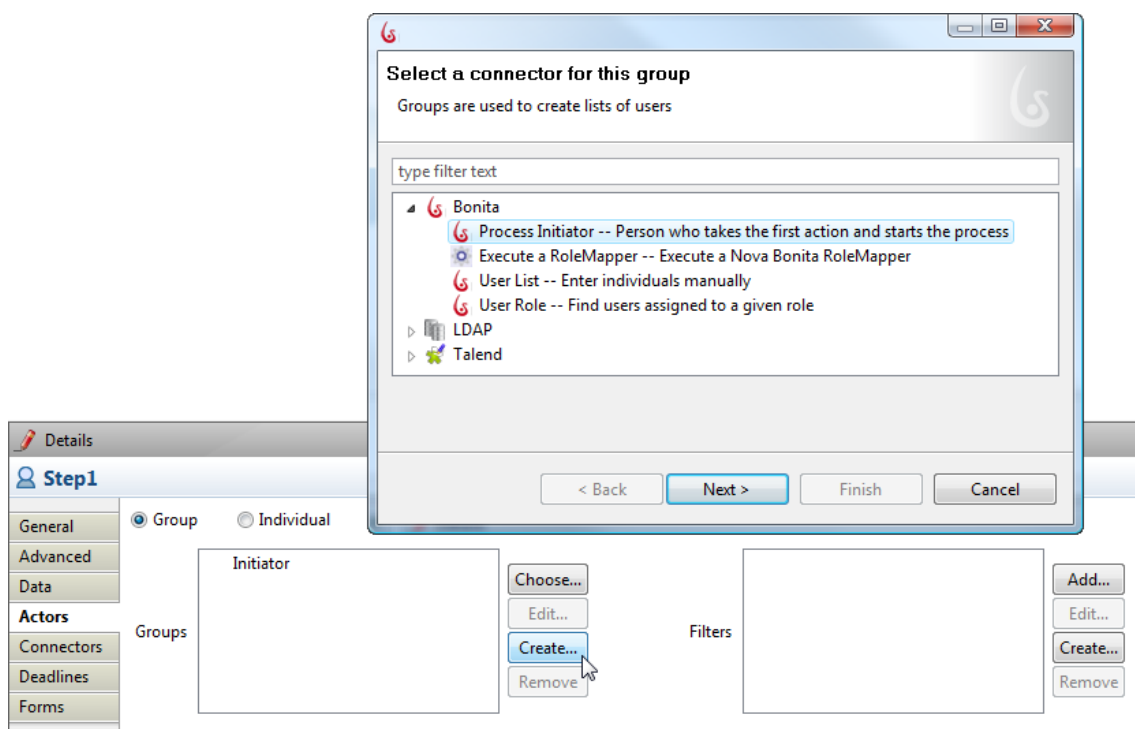 Select a connector for this group
Groups are used to create lists of users
type filter text
Bonita
Process Initiator -- Person who takes the first action and starts the process
Execute a RoleMapper -- Execute a Nova Bonita RoleMapper
User List -- Enter individuals manually
User Role -- Find users assigned to a given role
LDAP
Talend
< Back Next > Finish Cancel
Details
Step1
General
Advanced
Data
Actors
Connectors
Deadlines
Forms
Group Individual
Groups
Initiator
Choose...
Edit...
Create...
Remove
Filters
Add...
Edit...
Create...
Remove